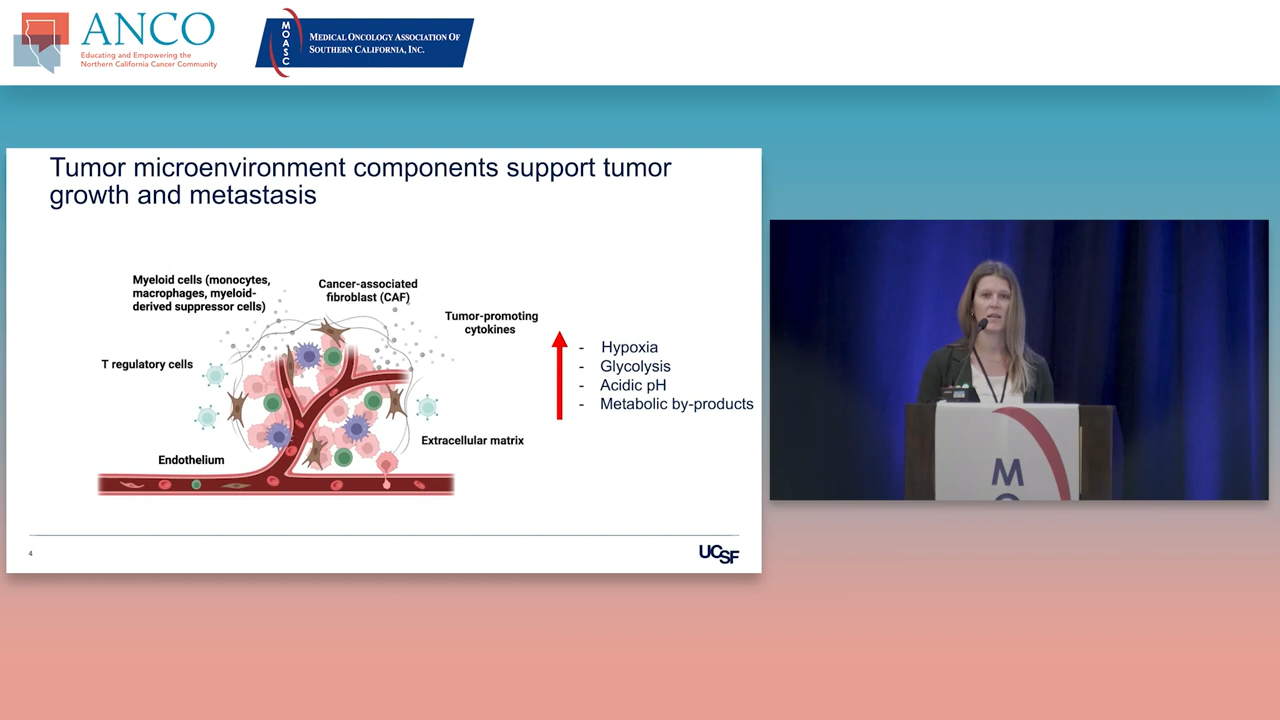 ANCO
Educating and Empowering the
Northern California Cancer Community
MOASC
MEDICAL ONCOLOGY ASSOCIATION OF
SOUTHERN CALIFORNIA, INC.
Tumor microenvironment components support tumor
growth and metastasis
Myeloid cells (monocytes,
macrophages, myeloid-
derived suppressor cells)
Cancer-associated
fibroblast (CAF)
Tumor-promoting
cytokines
T regulatory cells
- Hypoxia
- Glycolysis
- Acidic pH
- Metabolic by-products
Extracellular matrix
Endothelium
4
UCSF
M